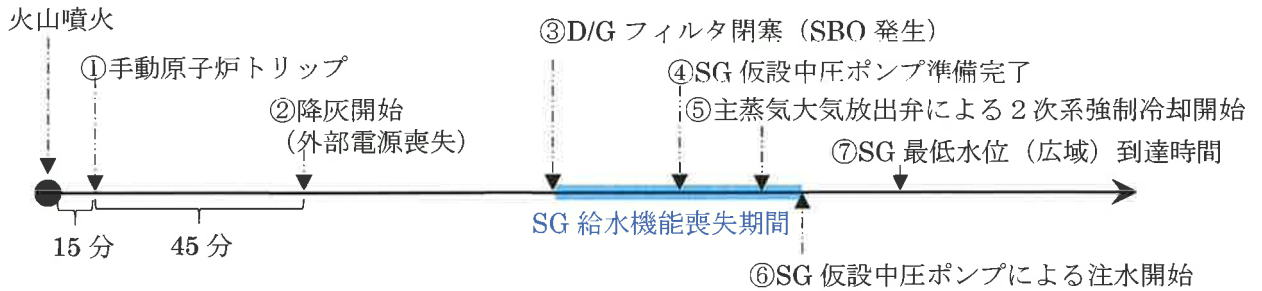 火山噴火
①手動原子炉トリップ
②降灰開始
（外部電源喪失）
③D/G フィルタ閉塞（SBO 発生）
④SG 仮設中圧ポンプ準備完了
⑤主蒸気大気放出弁による２次系強制冷却開始
⑦SG 最低水位（広域）到達時間
15 分
45 分
SG 給水機能喪失期間
⑥SG 仮設中圧ポンプによる注水開始